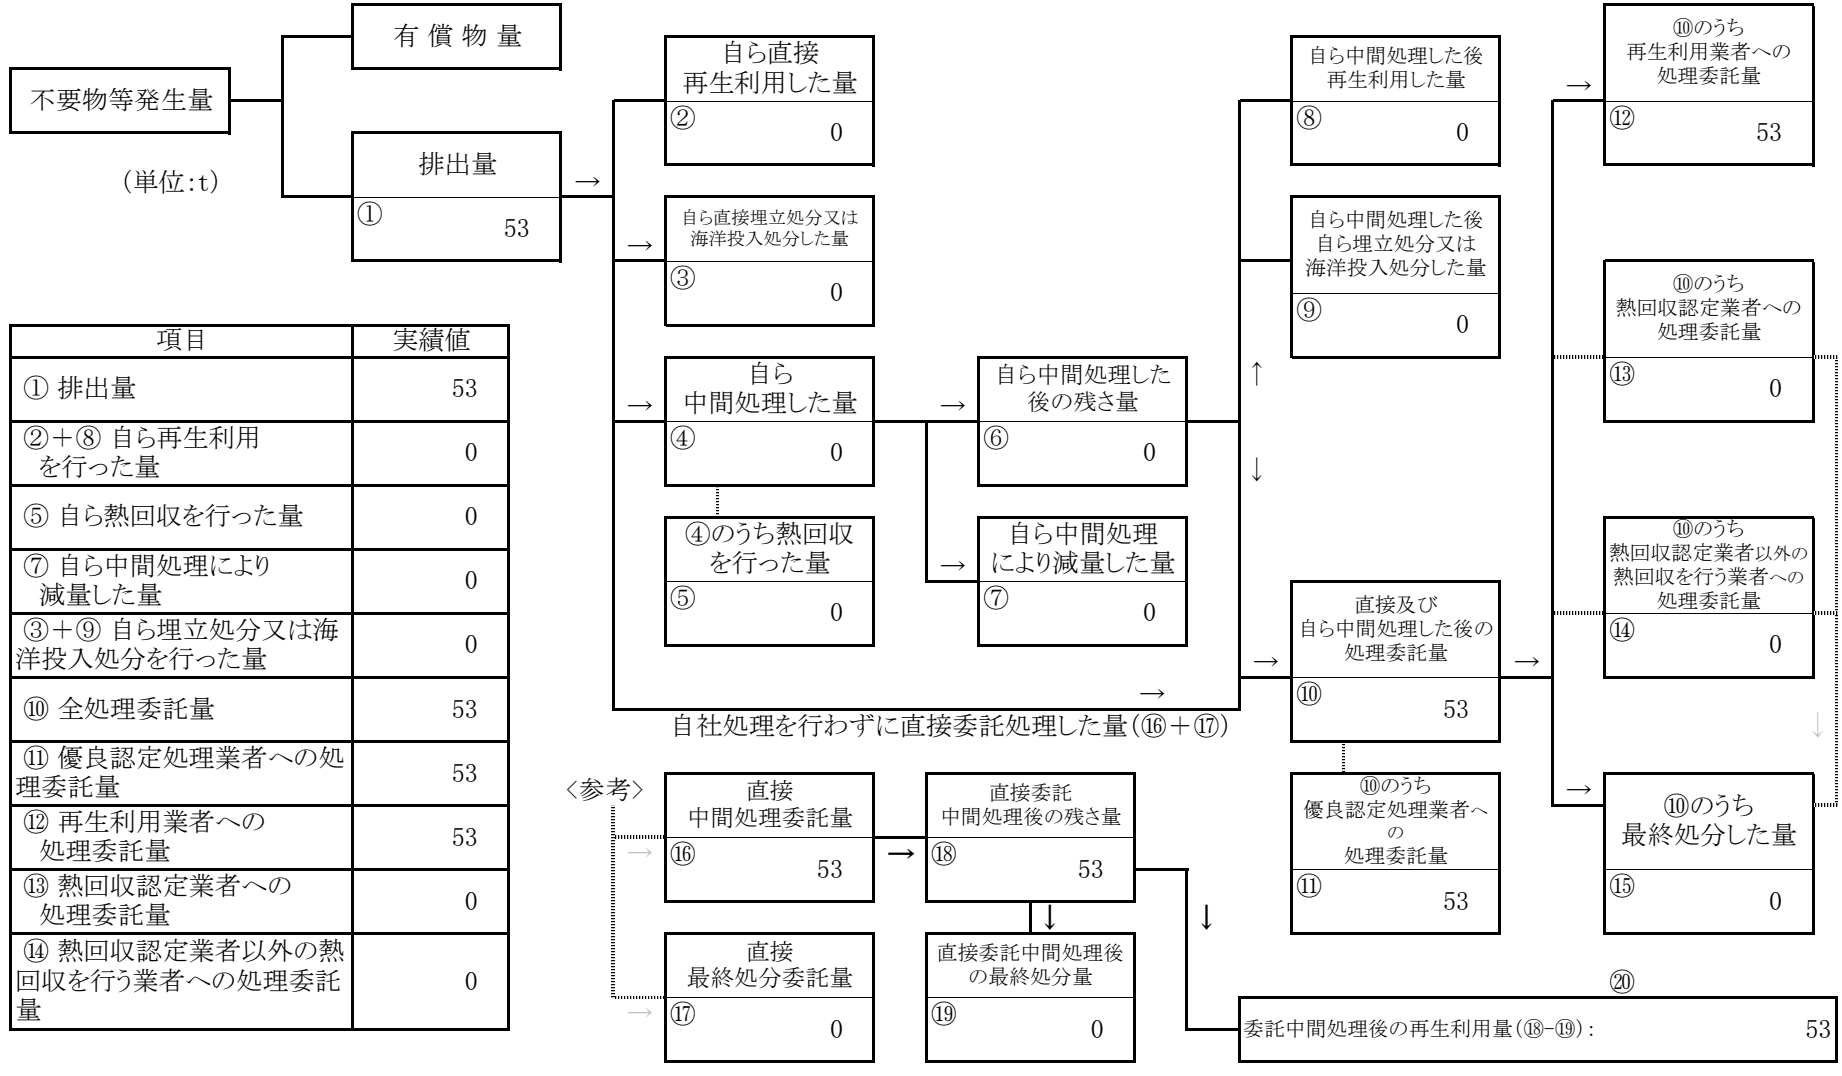 不要物等発生量
(単位:t)
有 償 物 量
排出量
①
53
→
自ら直接
再生利用した量
②
0
→
自ら直接埋立処分又は
海洋投入処分した量
③
0
→
自ら
中間処理した量
④
0
④のうち熱回収
を行った量
⑤
0
→
自ら中間処理した
後の残さ量
⑥
0
→
自ら中間処理
により減量した量
⑦
0
自ら中間処理した後
再生利用した量
⑧
0
自ら中間処理した後
自ら埋立処分又は
海洋投入処分した量
⑨
0
↑
↓
→
自社処理を行わずに直接委託処理した量(⑯+⑰)
→
直接及び
自ら中間処理した後の
処理委託量
⑩
53
⑩のうち
優良認定処理業者へ
の
処理委託量
⑪
53
→
→
⑩のうち
再生利用業者への
処理委託量
⑫
53
⑩のうち
熱回収認定業者への
処理委託量
⑬
0
⑩のうち
熱回収認定業者以外の
熱回収を行う業者への
処理委託量
⑭
0
↓
→
⑩のうち
最終処分した量
⑮
0
項目 実績値
① 排出量 53
②+⑧ 自ら再生利用
を行った量 0
⑤ 自ら熱回収を行った量 0
⑦ 自ら中間処理により
減量した量 0
③+⑨ 自ら埋立処分又は海
洋投入処分を行った量 0
⑩ 全処理委託量 53
⑪ 優良認定処理業者への処
理委託量 53
⑫ 再生利用業者への
処理委託量 53
⑬ 熱回収認定業者への
処理委託量 0
⑭ 熱回収認定業者以外の熱
回収を行う業者への処理委託
量 0
<参考>
→
直接
中間処理委託量
⑯
53
→
直接委託
中間処理後の残さ量
⑱
53
→
直接
最終処分委託量
⑰
0
↓
直接委託中間処理後
の最終処分量
⑲
0
↓
⑳
委託中間処理後の再生利用量(⑱-⑲): 53